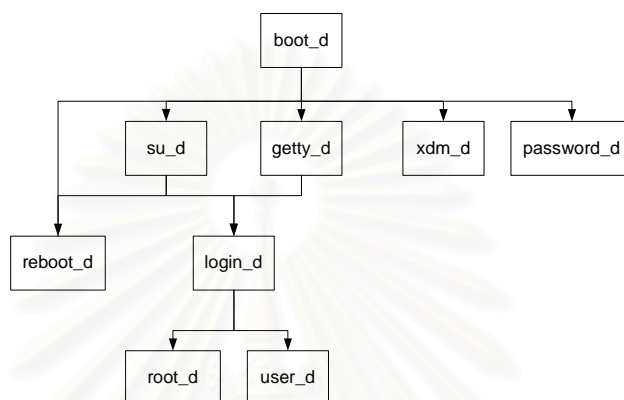 boot_d
su_d
getty_d
xdm_d
password_d
reboot_d
login_d
root_d
user_d